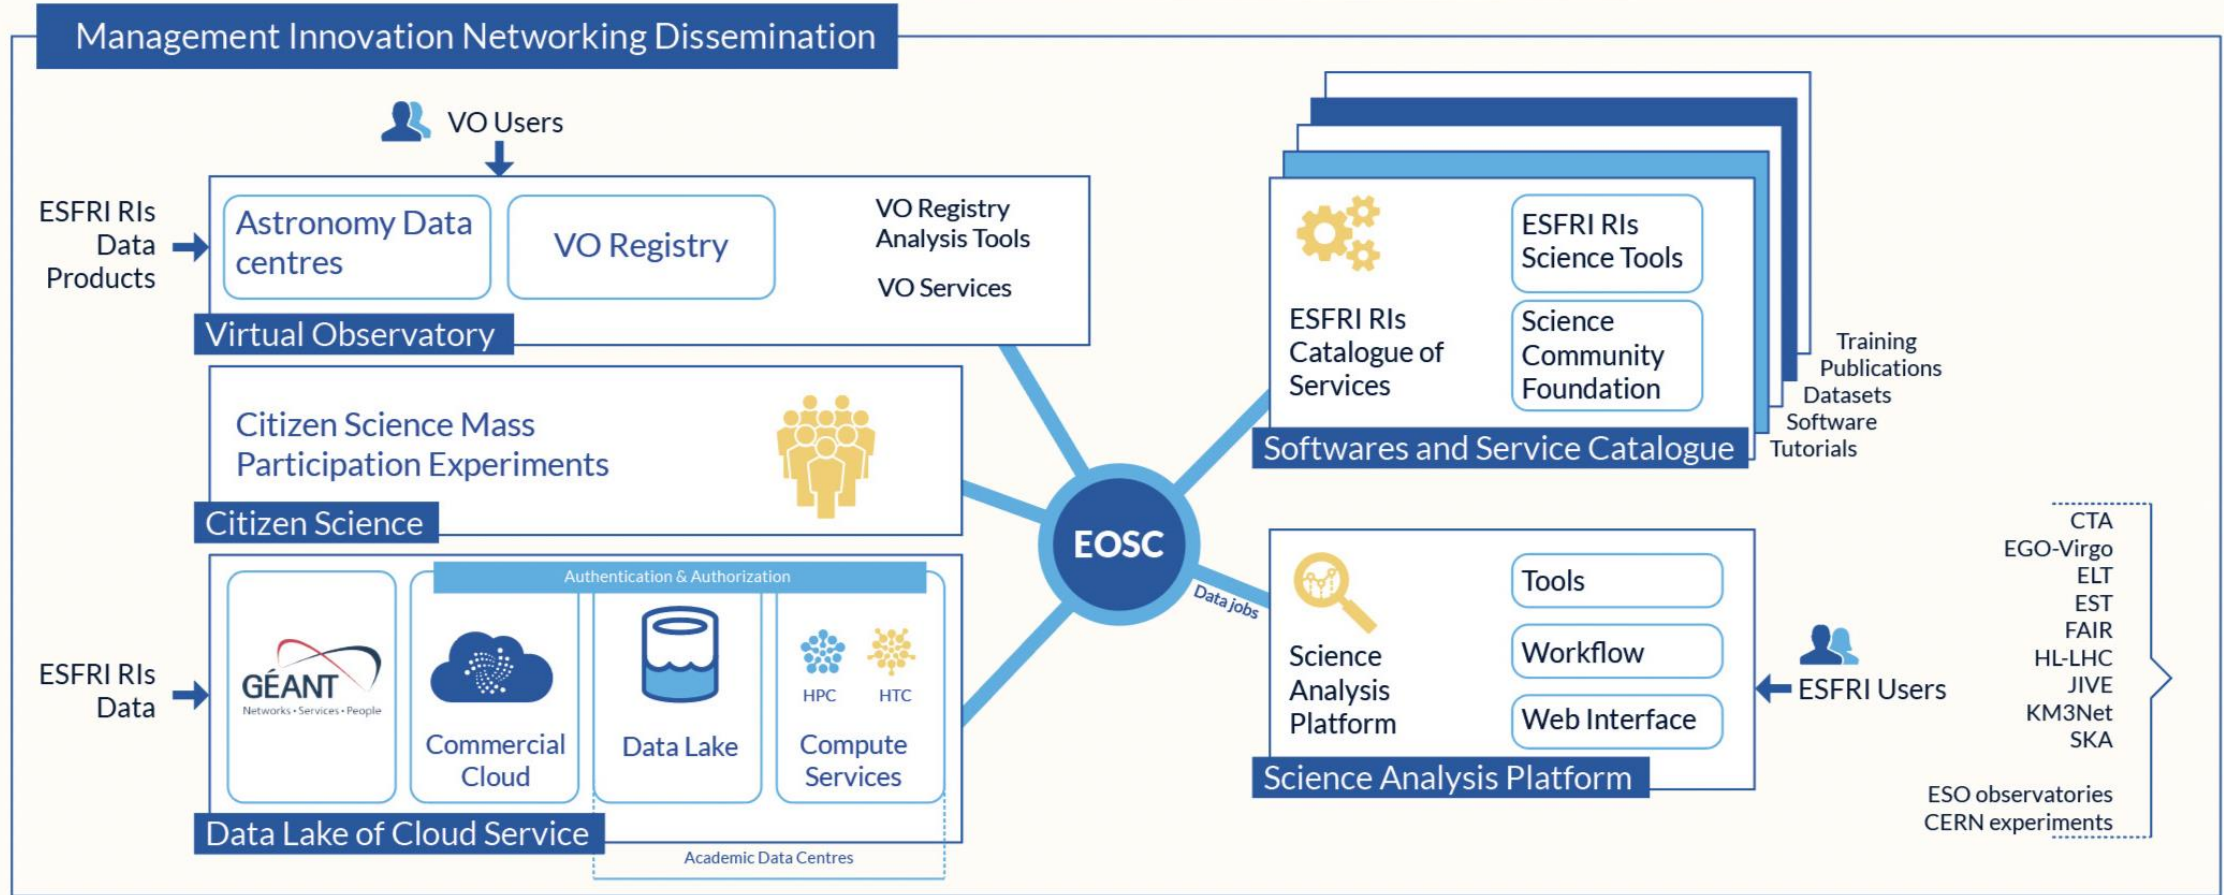 Management Innovation Networking Dissemination
VO Users
ESFRI RIs
Data
Products
Astronomy Data
centres
VO Registry
VO Registry
Analysis Tools
VO Services
Virtual Observatory
Citizen Science Mass
Participation Experiments
Citizen Science
ESFRI RIs
Data
Authentication & Authorization
GÉANT
Networks • Services • People
Commercial
Cloud
Data Lake
HPC
HTC
Compute
Services
Data Lake of Cloud Service
Academic Data Centres
EOSC
Data jobs
ESFRI RIs
Catalogue of
Services
ESFRI RIs
Science Tools
Science
Community
Foundation
Softwares and Service Catalogue
Training
Publications
Datasets
Software
Tutorials
Science
Analysis
Platform
Tools
Workflow
Web Interface
Science Analysis Platform
ESFRI Users
CTA
EGO-Virgo
ELT
EST
FAIR
HL-LHC
JIVE
KM3Net
SKA
ESO observatories
CERN experiments